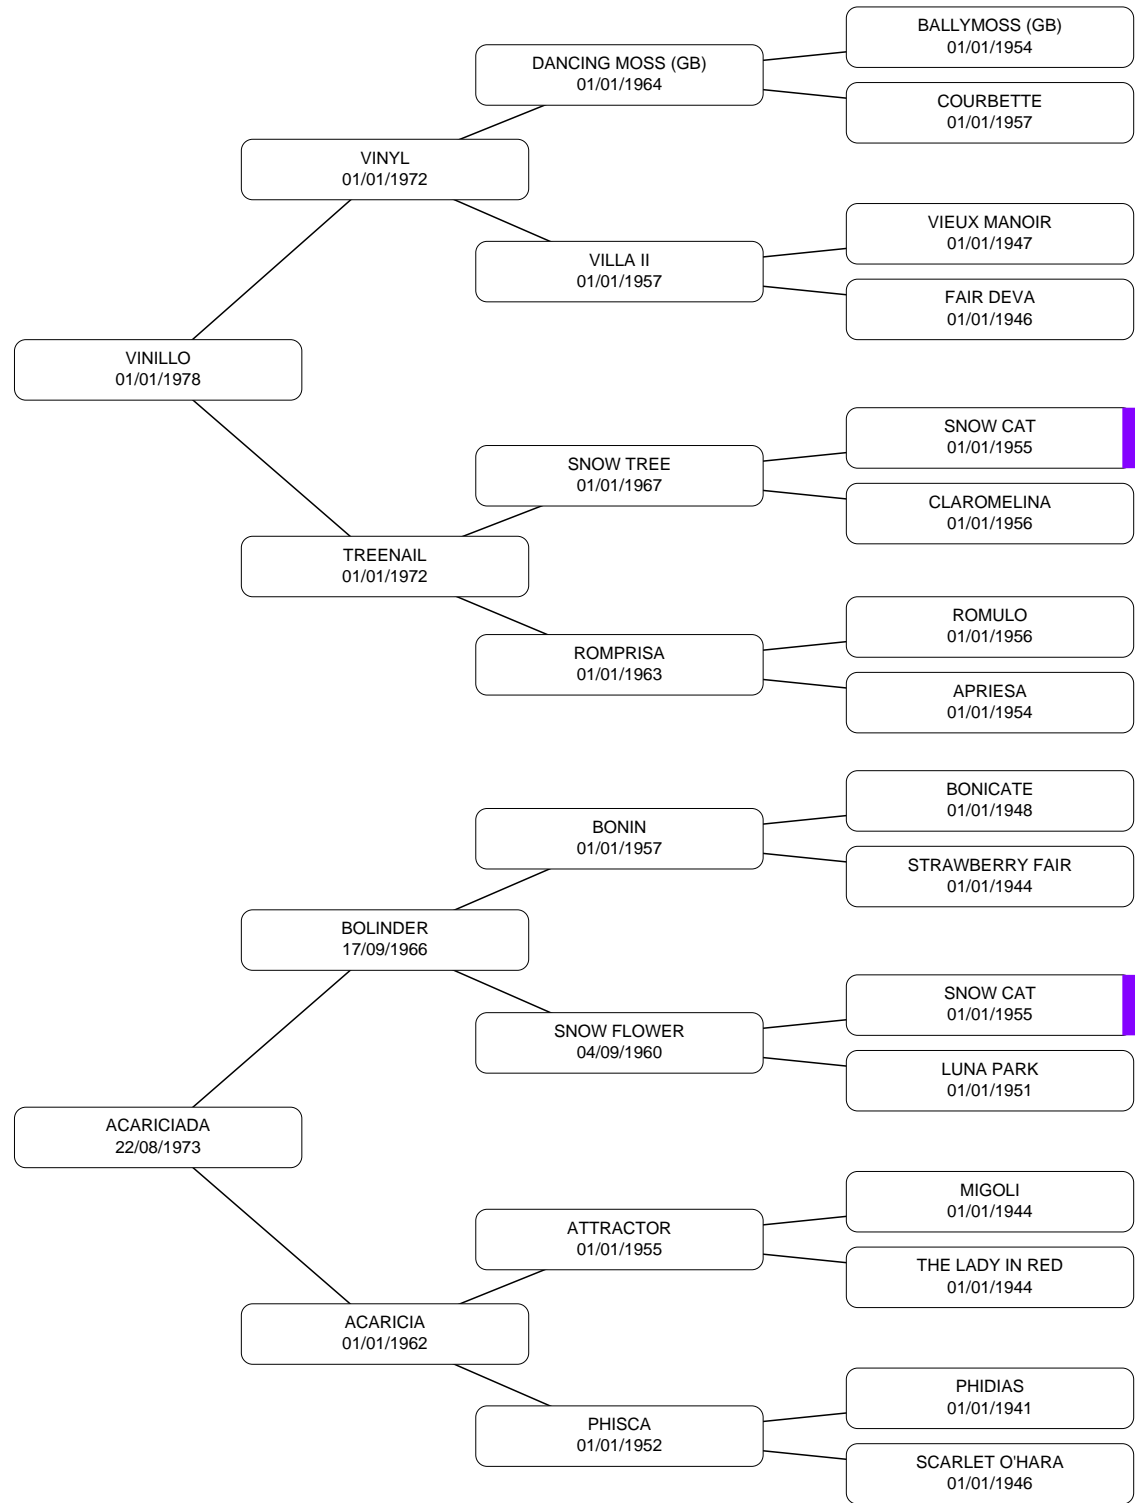 BALLYMOSS (GB)
01/01/1954
DANCING MOSS (GB)
01/01/1964
COURBETTE
01/01/1957
VINYL
01/01/1972
VIEUX MANOIR
01/01/1947
VILLA II
01/01/1957
FAIR DEVA
01/01/1946
VINILLO
01/01/1978
SNOW CAT
01/01/1955
SNOW TREE
01/01/1967
CLAROMELINA
01/01/1956
TREENAIL
01/01/1972
ROMULO
01/01/1956
ROMPRISA
01/01/1963
APRIESA
01/01/1954
BONICATE
01/01/1948
BONIN
01/01/1957
STRAWBERRY FAIR
01/01/1944
BOLINDER
17/09/1966
SNOW CAT
01/01/1955
SNOW FLOWER
04/09/1960
LUNA PARK
01/01/1951
ACARICIADA
22/08/1973
MIGOLI
01/01/1944
ATTRACTOR
01/01/1955
THE LADY IN RED
01/01/1944
ACARICIA
01/01/1962
PHIDIAS
01/01/1941
PHISCA
01/01/1952
SCARLET O'HARA
01/01/1946